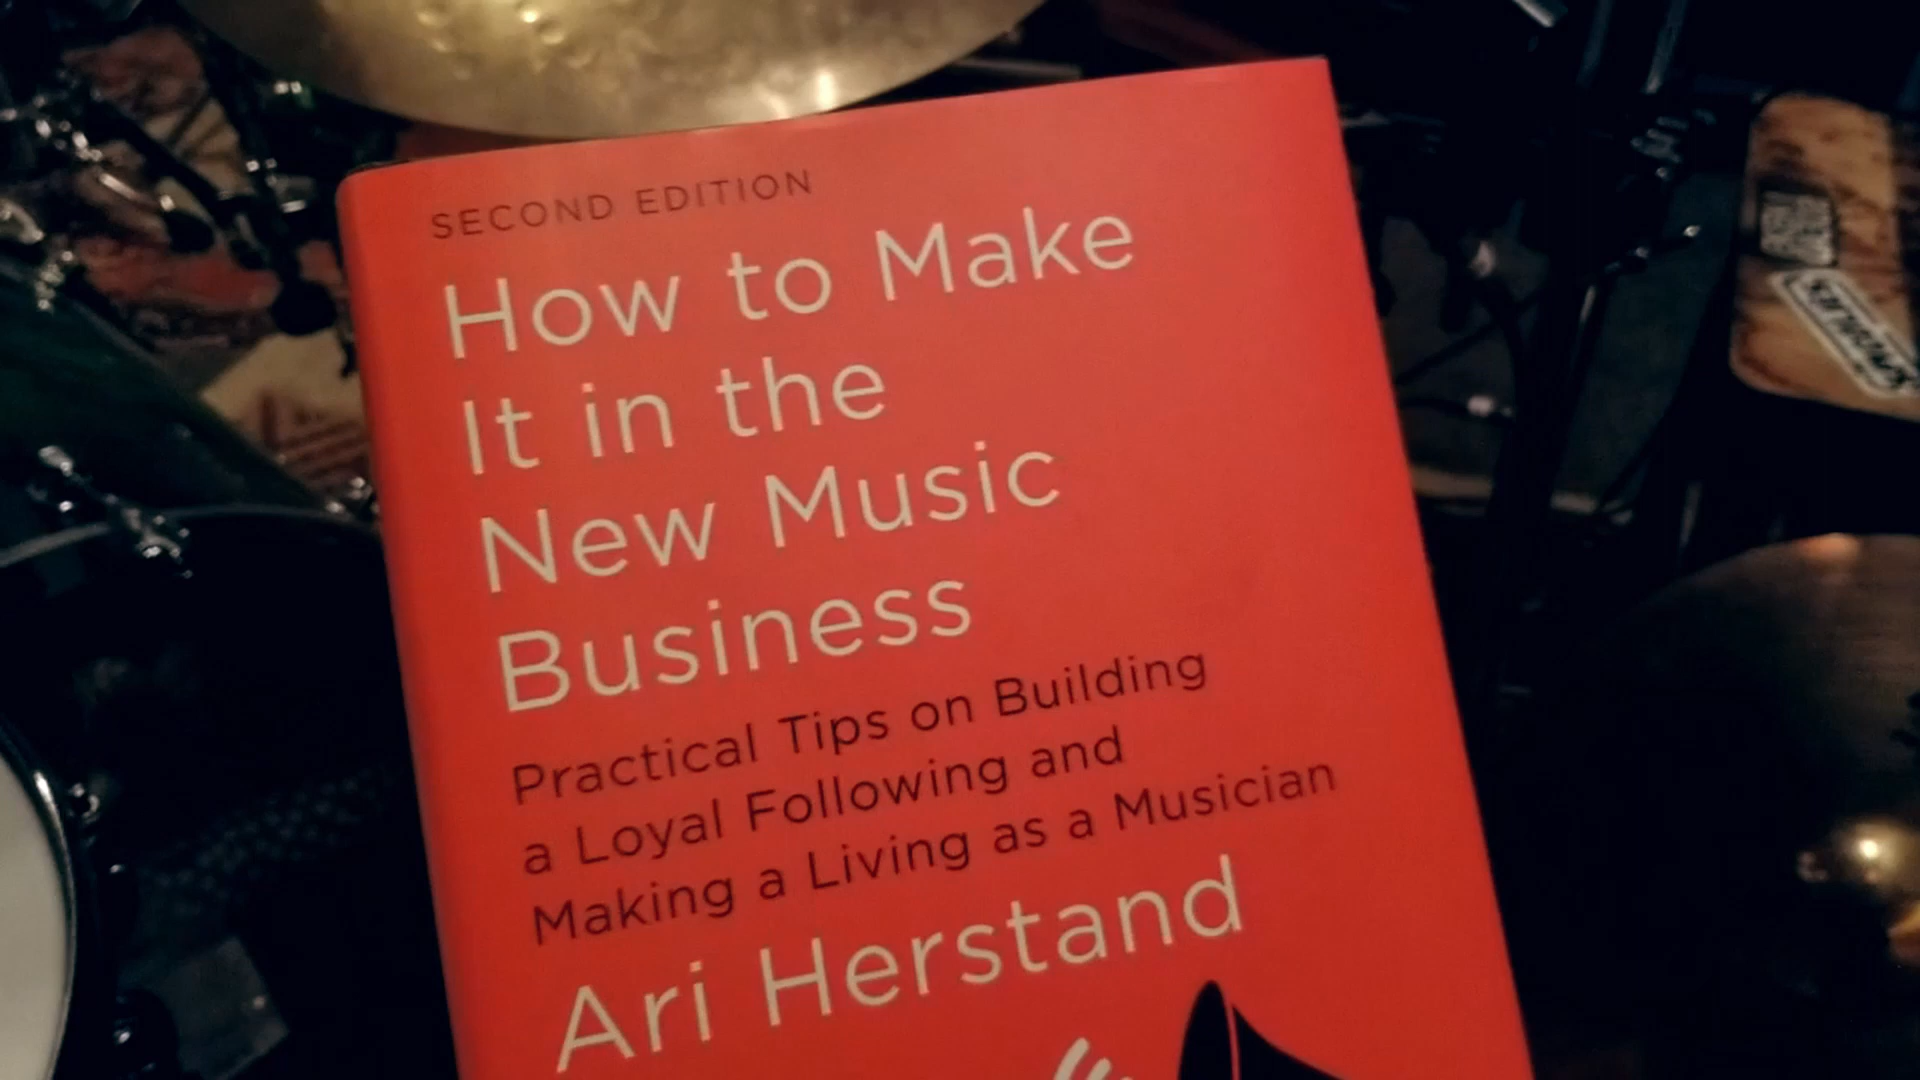 SECOND EDITION
How to Make
It in the
New Music
Business
Practical Tips on Building
a Loyal Following and
Making a Living as a Musician
Ari Herstand